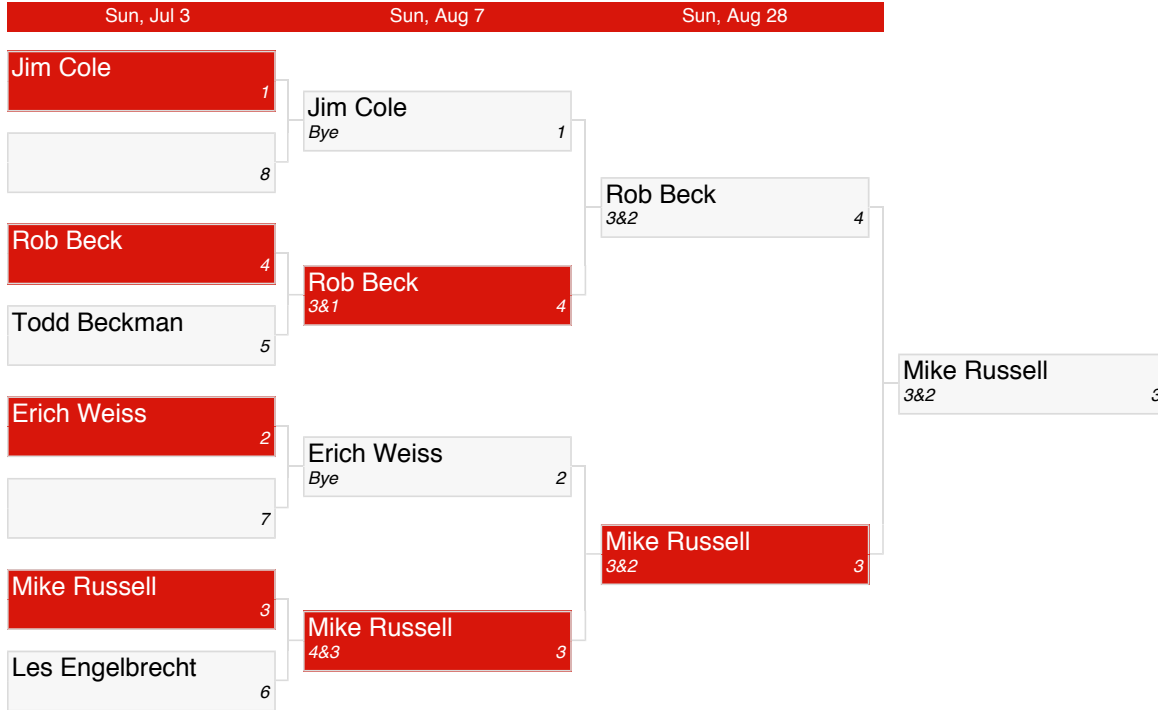 Sun, Jul 3
Sun, Aug 7
Sun, Aug 28
Jim Cole
1
8
Rob Beck
4
Todd Beckman
5
Erich Weiss
2
7
Mike Russell
3
Les Engelbrecht
6
Jim Cole
Bye 1
Rob Beck
3&1 4
Erich Weiss
Bye 2
Mike Russell
4&3 3
Rob Beck
3&2 4
Mike Russell
3&2 3
Mike Russell
3&2 3